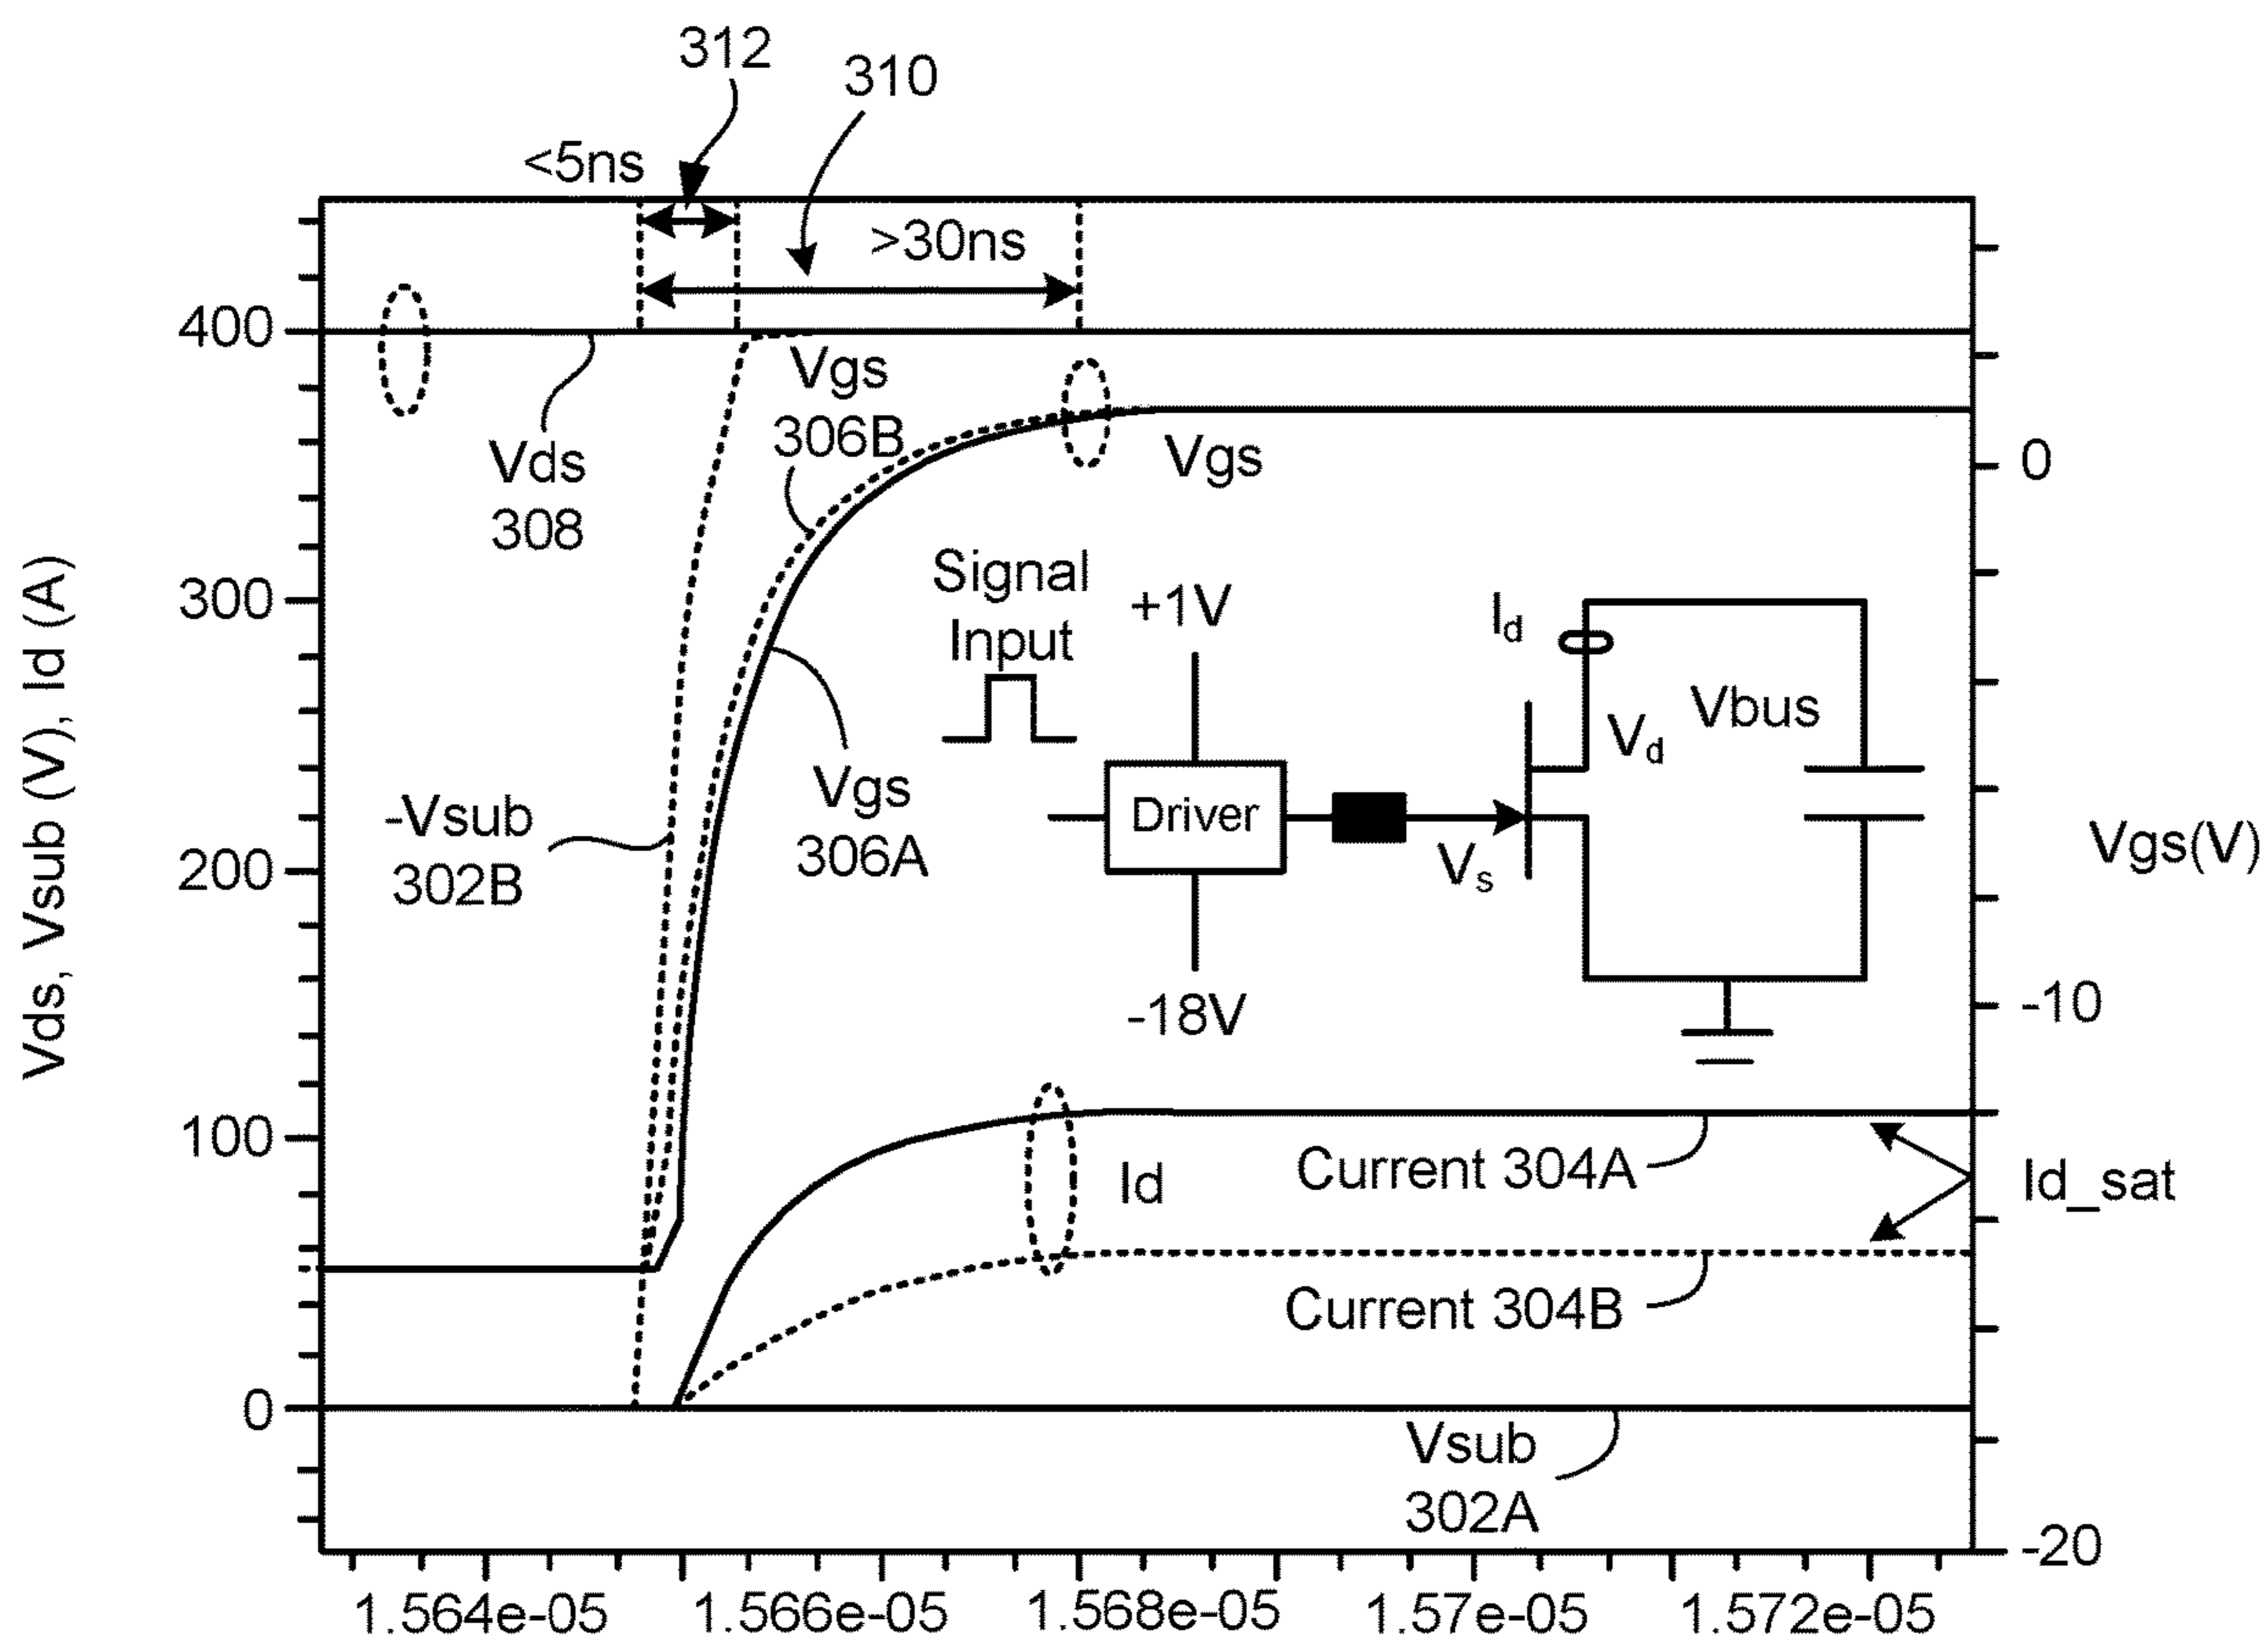 312
310
<5ns
>30ns
400
300
200
100
0
Vds, Vsub (V), Id (A)
Vgs
306B
Vds
308
Vgs
0
Signal
Input
+1V
Id
Vd
Vbus
Vgs
306A
-Vsub
302B
Driver
Vs
Vgs(V)
-18V
-10
Id
Current 304A
Id_sat
Current 304B
Vsub
302A
-20
1.564e-05
1.566e-05
1.568e-05
1.57e-05
1.572e-05